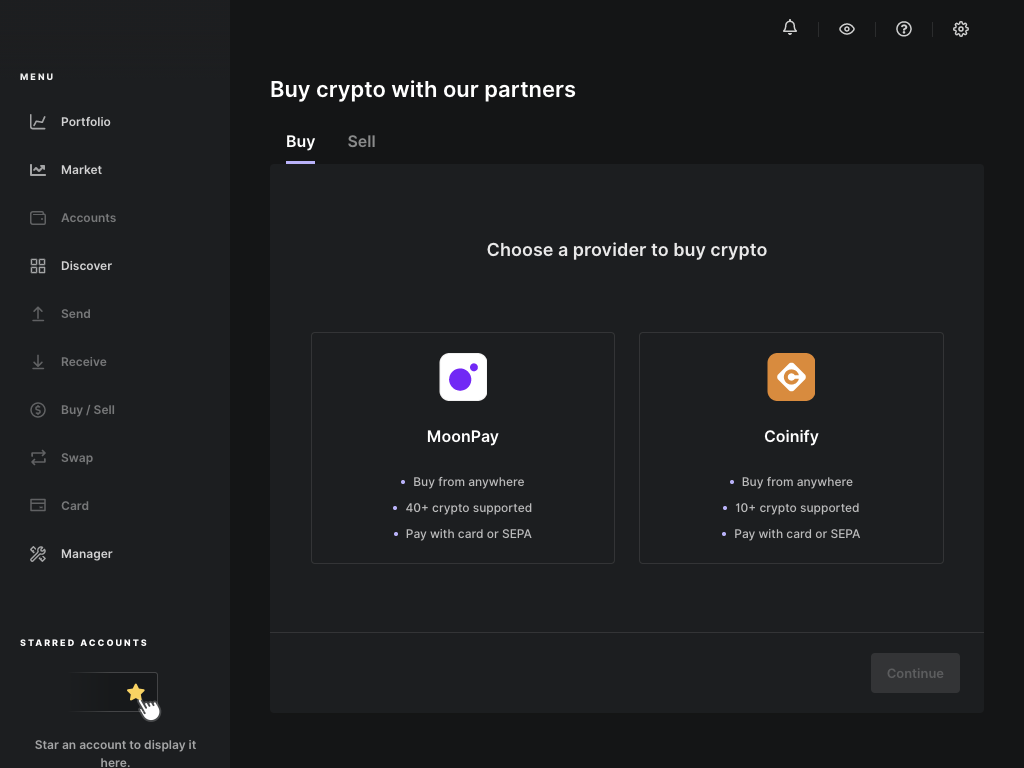 MENU
Portfolio
Market
Accounts
Discover
Send
Receive
Buy / Sell
Swap
Card
Manager
STARRED ACCOUNTS
Star an account to display it
here.
Buy crypto with our partners
Buy
Sell
Choose a provider to buy crypto
MoonPay
• Buy from anywhere
• 40+ crypto supported
• Pay with card or SEPA
Coinify
• Buy from anywhere
• 10+ crypto supported
• Pay with card or SEPA
Continue